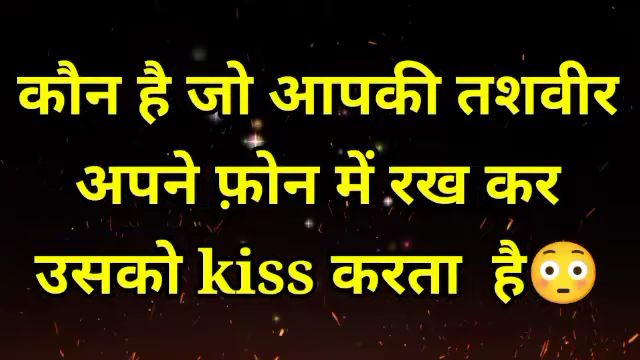 कौन है जो आपकी तशवीर
अपने फ़ोन में रख कर
उसको kiss करता है😳